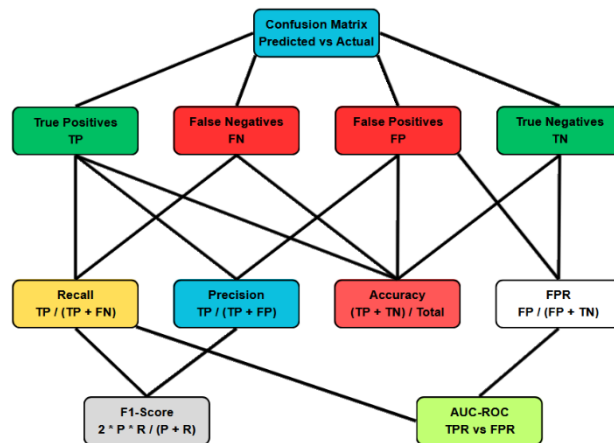 Confusion Matrix
Predicted vs Actual
True Positives
TP
False Negatives
FN
False Positives
FP
True Negatives
TN
Recall
TP / (TP + FN)
Precision
TP / (TP + FP)
Accuracy
(TP + TN) / Total
FPR
FP / (FP + TN)
F1-Score
2 * P * R / (P + R)
AUC-ROC
TPR vs FPR